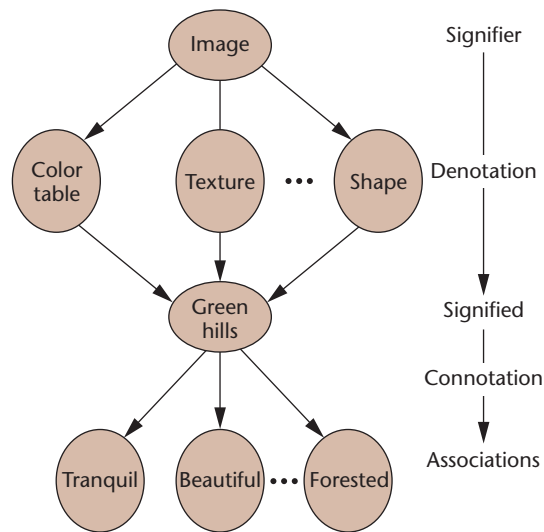 Image
Signifier
Color
table
Texture
•••
Shape
Denotation
Green
hills
Signified
Connotation
Tranquil
Beautiful
•••
Forested
Associations